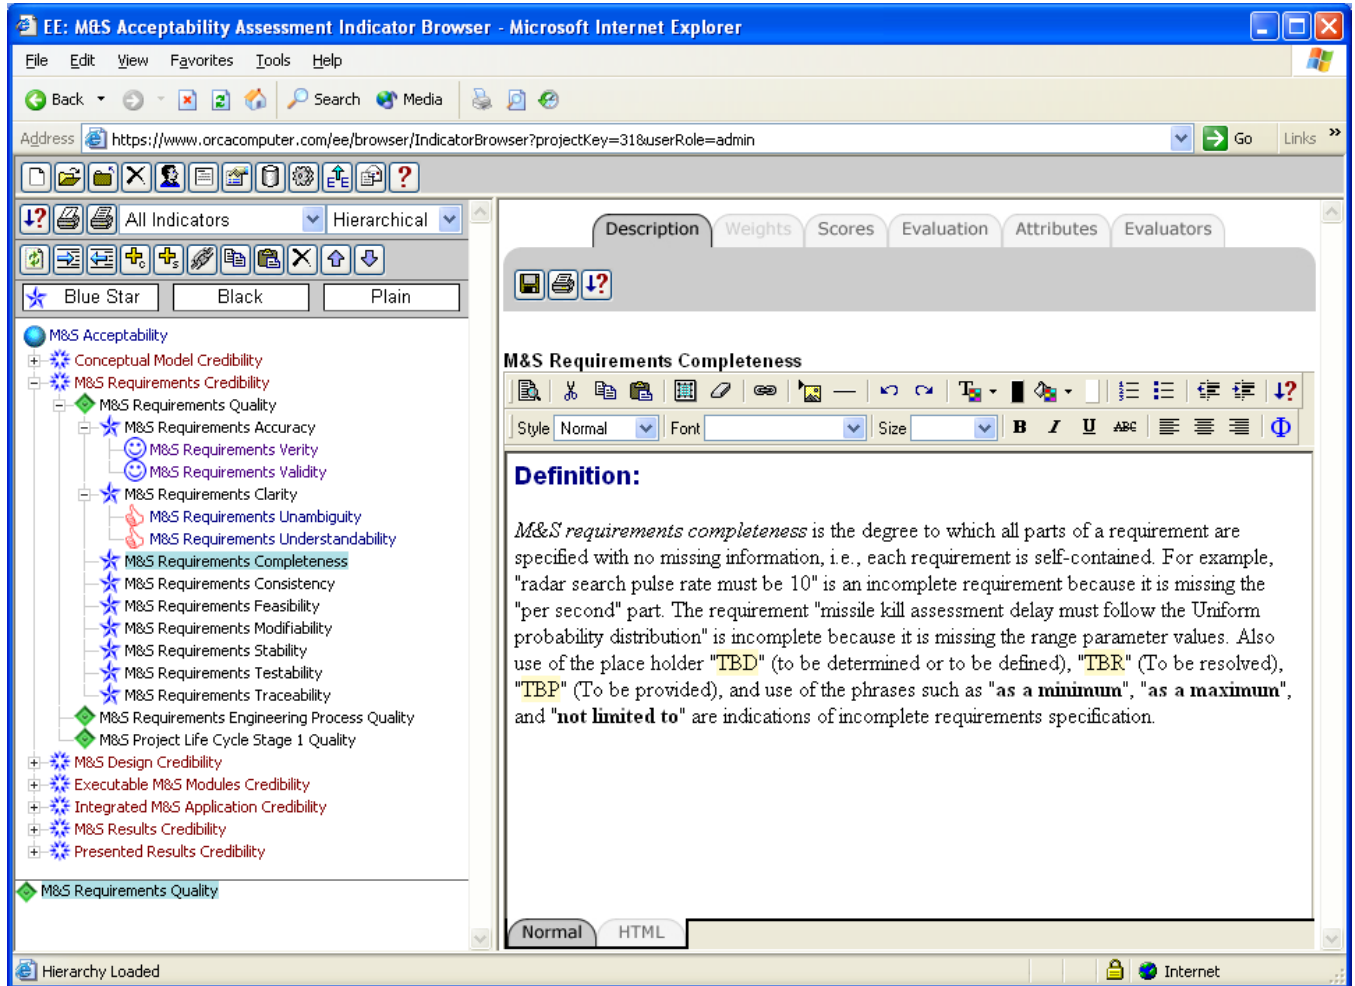 EE: M&S Acceptability Assessment Indicator Browser - Microsoft Internet Explorer
File Edit View Favorites Tools Help
Back Search Media
Address https://www.orcacomputer.com/ee/browser/IndicatorBrowser?projectKey=31&userRole=admin Go Links »
All Indicators Hierarchical
Blue Star Black Plain
M&S Acceptability
Conceptual Model Credibility
M&S Requirements Credibility
M&S Requirements Quality
M&S Requirements Accuracy
M&S Requirements Verity
M&S Requirements Validity
M&S Requirements Clarity
M&S Requirements Unambiguity
M&S Requirements Understandability
M&S Requirements Completeness
M&S Requirements Consistency
M&S Requirements Feasibility
M&S Requirements Modifiability
M&S Requirements Stability
M&S Requirements Testability
M&S Requirements Traceability
M&S Requirements Engineering Process Quality
M&S Project Life Cycle Stage 1 Quality
M&S Design Credibility
Executable M&S Modules Credibility
Integrated M&S Application Credibility
M&S Results Credibility
Presented Results Credibility
M&S Requirements Quality
Description Weights Scores Evaluation Attributes Evaluators
M&S Requirements Completeness
Style Normal Font Size B I U ABC
Definition:
M&S requirements completeness is the degree to which all parts of a requirement are
specified with no missing information, i.e., each requirement is self-contained. For example,
"radar search pulse rate must be 10" is an incomplete requirement because it is missing the
"per second" part. The requirement "missile kill assessment delay must follow the Uniform
probability distribution" is incomplete because it is missing the range parameter values. Also
use of the place holder "TBD" (to be determined or to be defined), "TBR" (To be resolved),
"TBP" (To be provided), and use of the phrases such as "as a minimum", "as a maximum",
and "not limited to" are indications of incomplete requirements specification.
Normal HTML
Hierarchy Loaded Internet